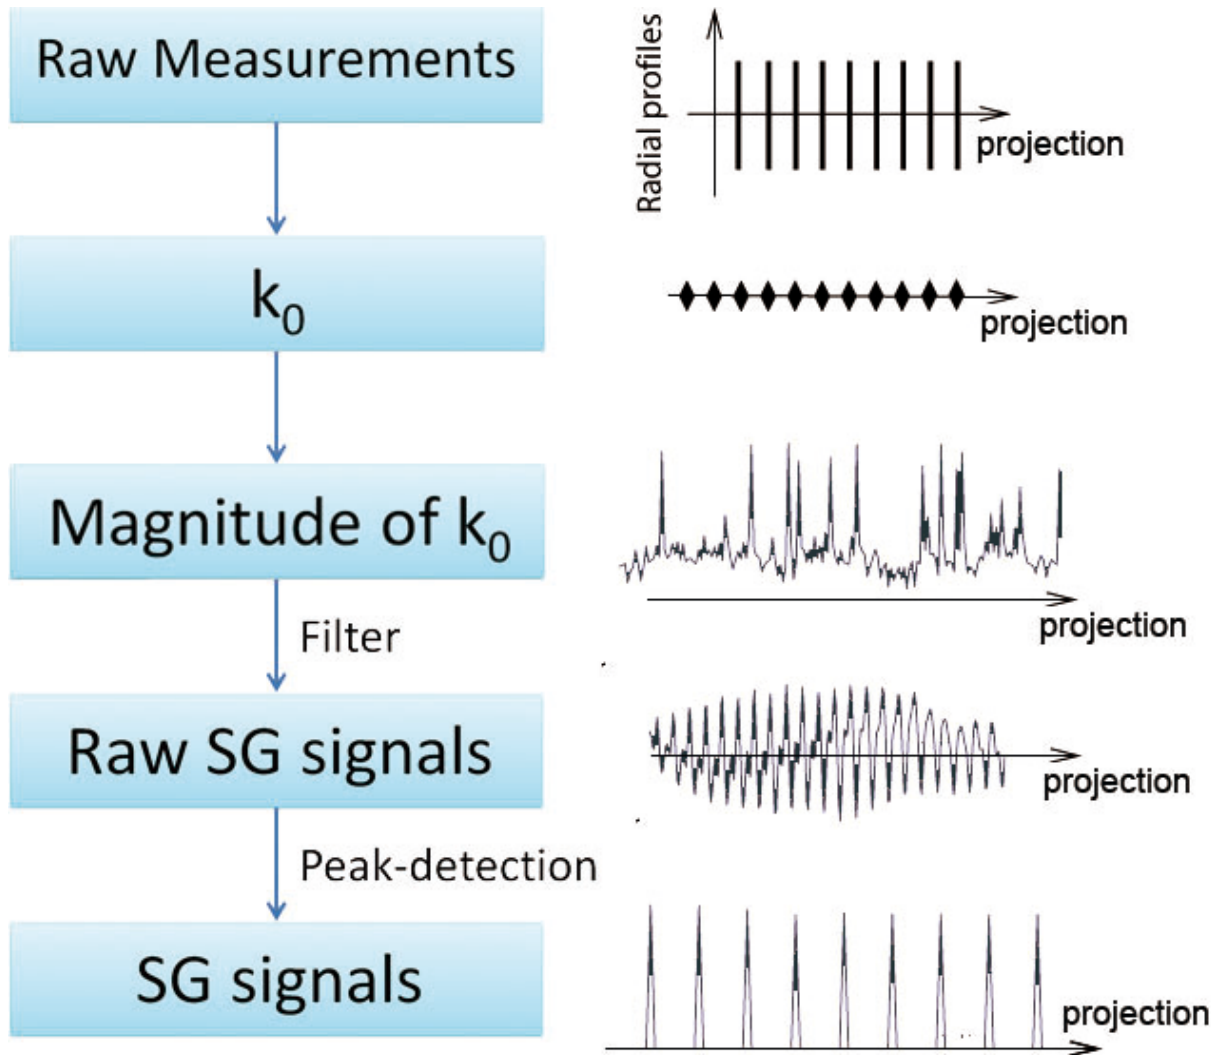 Raw Measurements
Radial profiles
projection
k₀
projection
Magnitude of k₀
projection
Filter
Raw SG signals
projection
Peak-detection
SG signals
projection